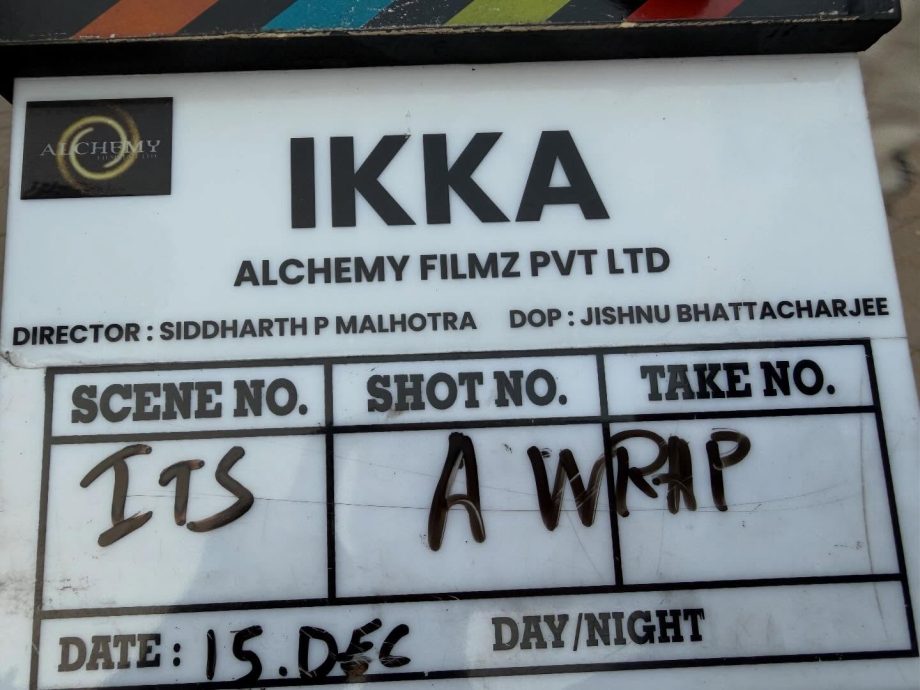 ALCHEMY
IKKA
ALCHEMY FILMZ PVT LTD
DIRECTOR : SIDDHARTH P MALHOTRA DOP : JISHNU BHATTACHARJEE
SCENE NO. SHOT NO. TAKE NO.
ITS A WRAP
DATE : 15.DEC DAY/NIGHT